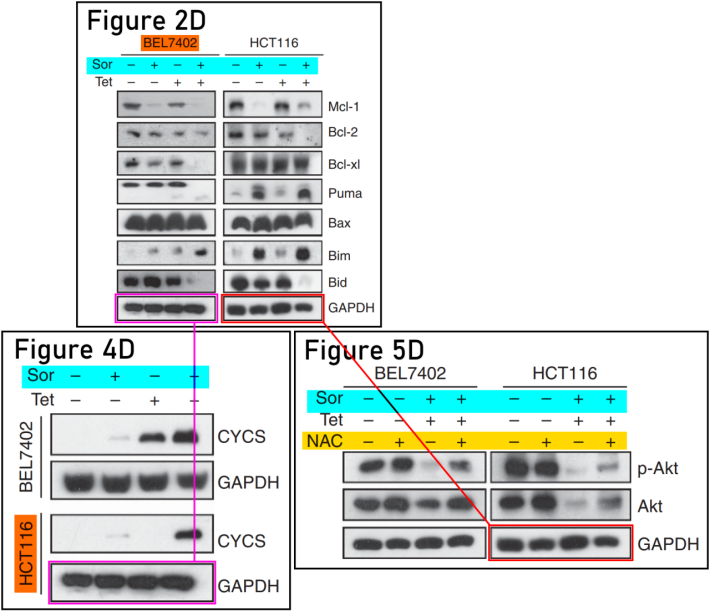 Figure 2D
BEL7402 HCT116
Sor – + – + – + – +
Tet – – + + – – + +
Mcl-1
Bcl-2
Bcl-xl
Puma
Bax
Bim
Bid
GAPDH
Figure 4D
Sor – + – –
Tet – – + –
BEL7402
CYCS
GAPDH
HCT116
CYCS
GAPDH
Figure 5D
BEL7402 HCT116
Sor – – + + – – + +
Tet – – + + – – + +
NAC – + – + – + – +
p-Akt
Akt
GAPDH